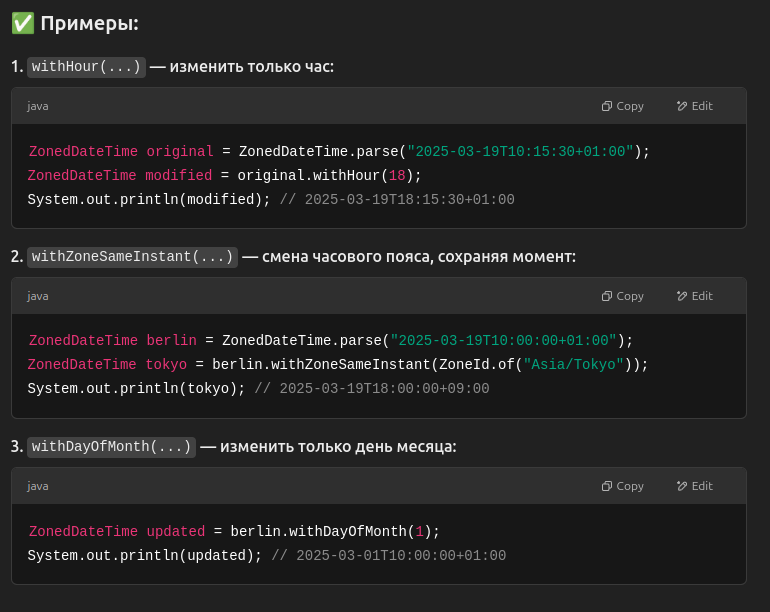 ✅ Примеры:
1. withHour(...) — изменить только час:
java Copy Edit
ZonedDateTime original = ZonedDateTime.parse("2025-03-19T10:15:30+01:00");
ZonedDateTime modified = original.withHour(18);
System.out.println(modified); // 2025-03-19T18:15:30+01:00
2. withZoneSameInstant(...) — смена часового пояса, сохраняя момент:
java Copy Edit
ZonedDateTime berlin = ZonedDateTime.parse("2025-03-19T10:00:00+01:00");
ZonedDateTime tokyo = berlin.withZoneSameInstant(ZoneId.of("Asia/Tokyo"));
System.out.println(tokyo); // 2025-03-19T18:00:00+09:00
3. withDayOfMonth(...) — изменить только день месяца:
java Copy Edit
ZonedDateTime updated = berlin.withDayOfMonth(1);
System.out.println(updated); // 2025-03-01T10:00:00+01:00